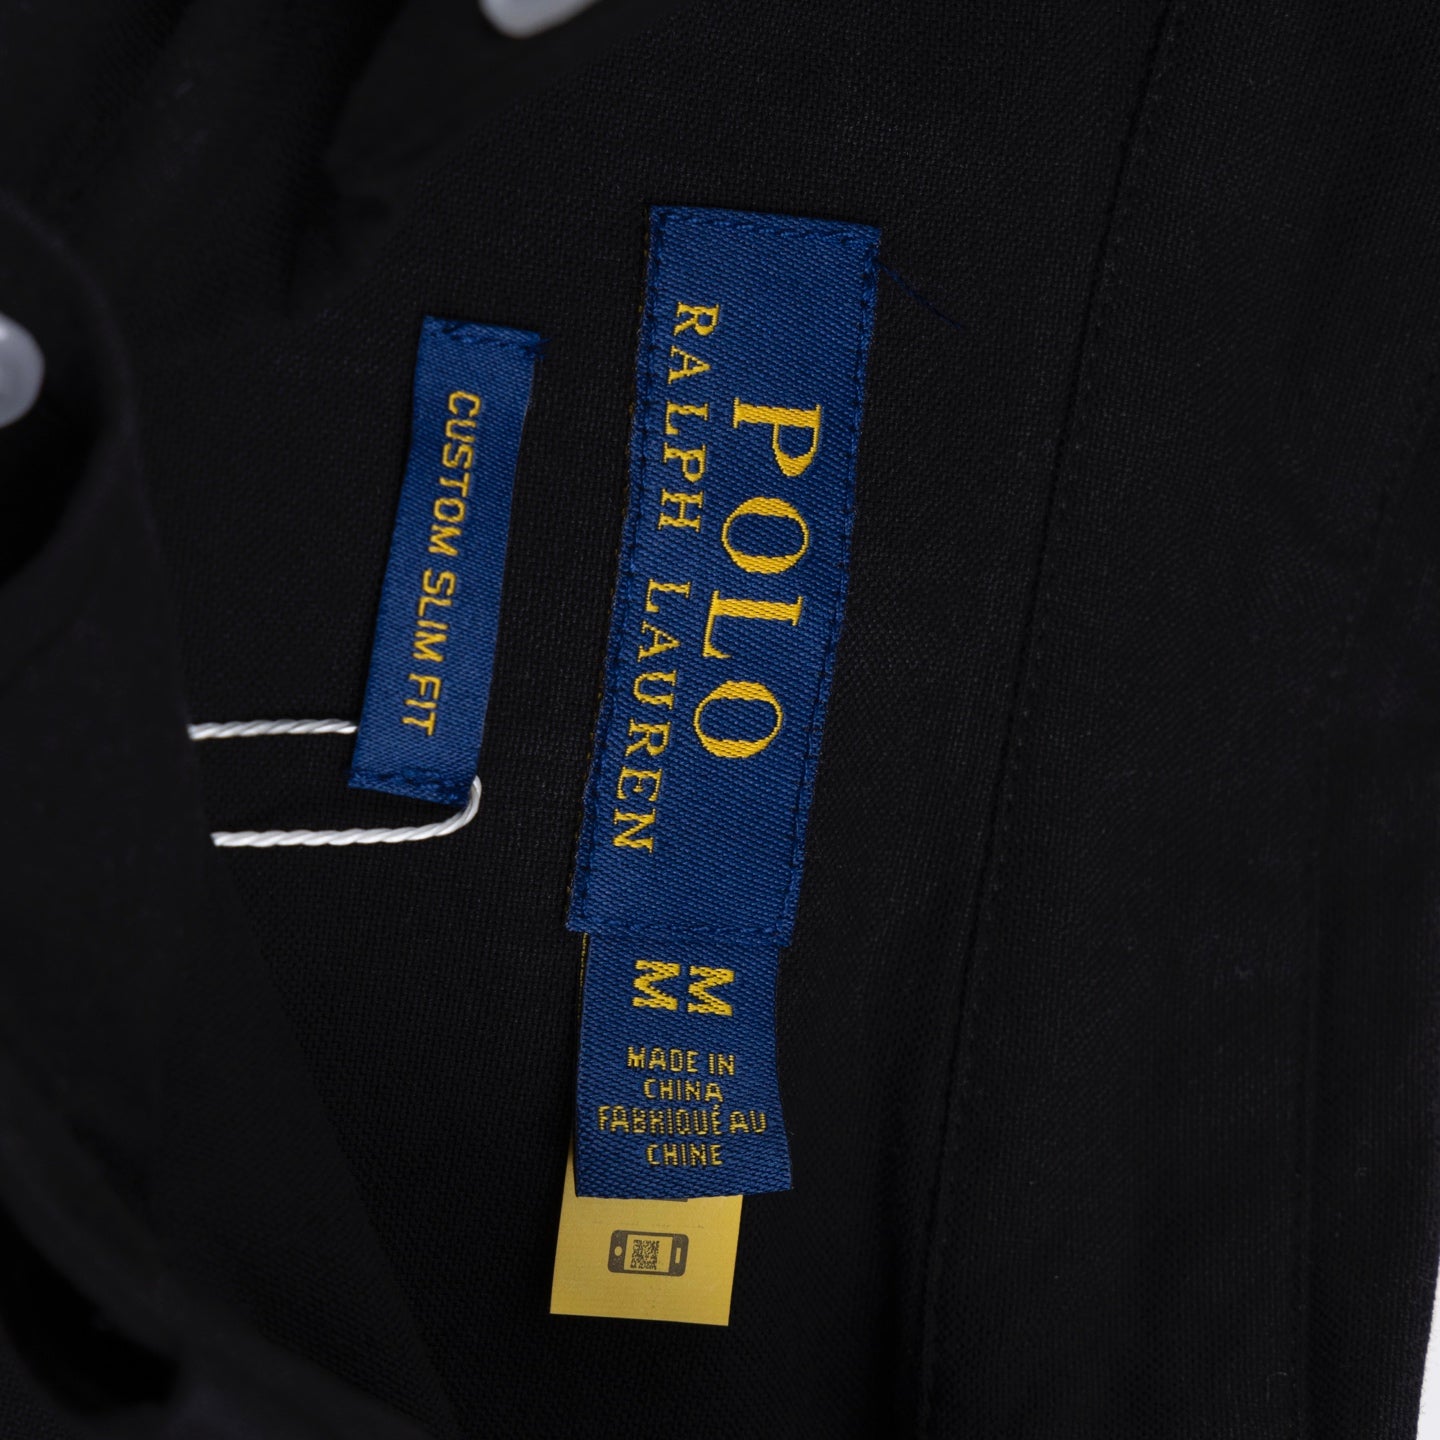 POLO
RALPH LAUREN
CUSTOM SLIM FIT
M
M
MADE IN
CHINA
FABRIQUÉ AU
CHINE